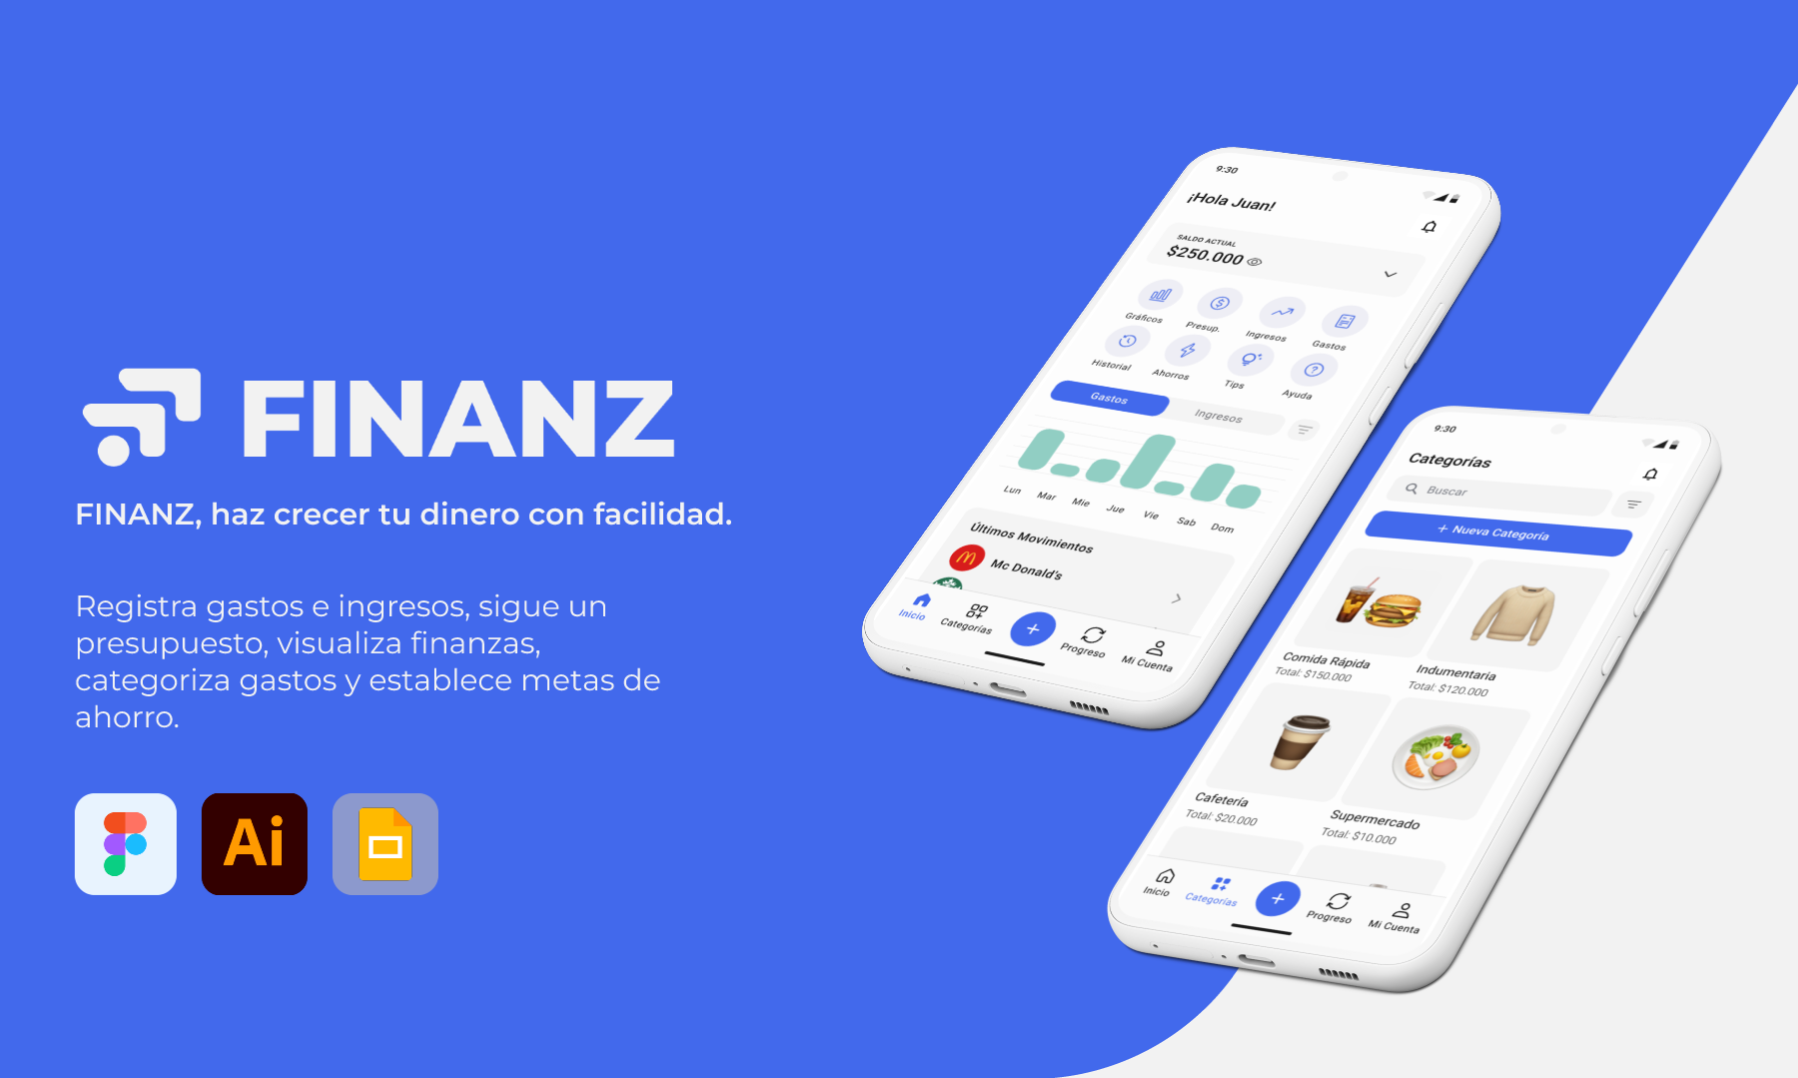 FINANZ
FINANZ, haz crecer tu dinero con facilidad.
Registra gastos e ingresos, sigue un
presupuesto, visualiza finanzas,
categoriza gastos y establece metas de
ahorro.
Ai
9:30
¡Hola Juan!
SALDO ACTUAL
$250.000
Gráficos Presup. Ingresos Gastos
Historial Ahorros Tips Ayuda
Gastos Ingresos
Lun Mar Mie Jue Vie Sab Dom
Últimos Movimientos
Mc Donald's
Inicio Categorías Progreso Mi Cuenta
9:30
Categorías
Buscar
+ Nueva Categoría
Comida Rápida Indumentaria
Total: $150.000 Total: $120.000
Cafetería Supermercado
Total: $20.000 Total: $10.000
Inicio Categorías Progreso Mi Cuenta